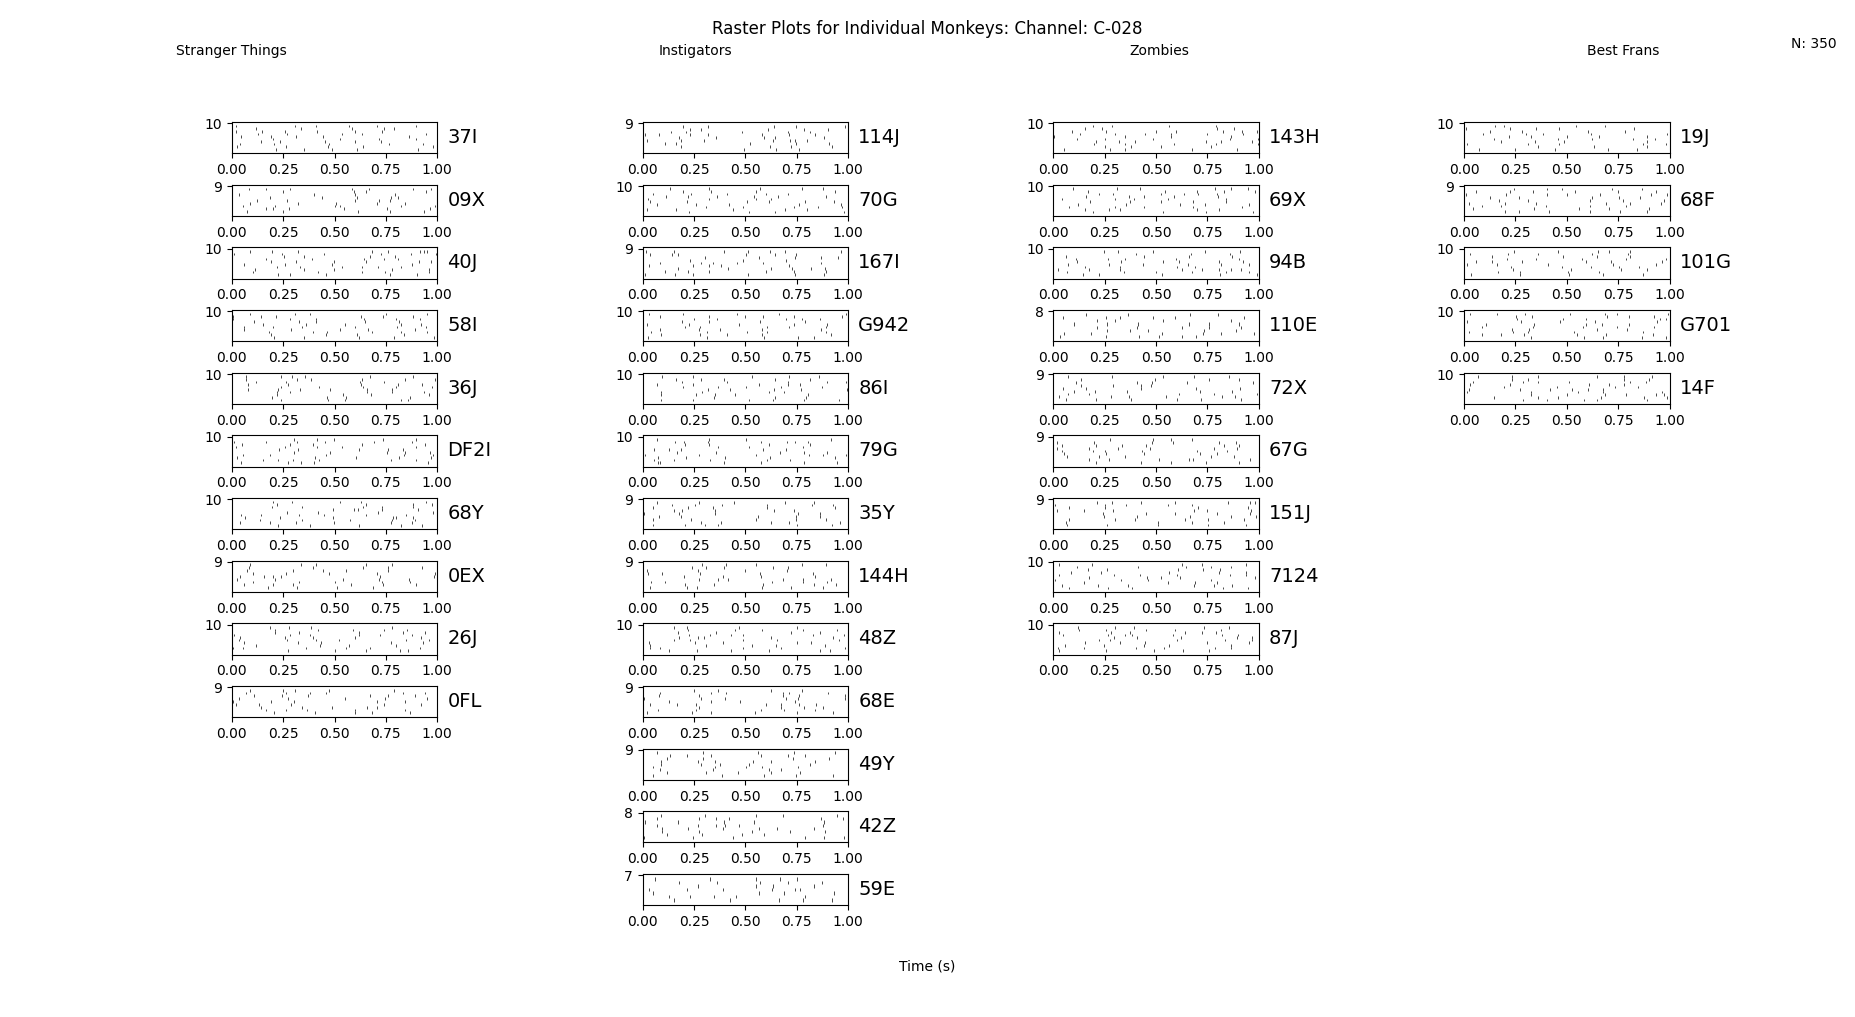 Raster Plots for Individual Monkeys: Channel: C-028
Stranger Things Instigators Zombies Best Frans N: 350
10 37I 9 114J 10 143H 10 19J
0.00 0.25 0.50 0.75 1.00 0.00 0.25 0.50 0.75 1.00 0.00 0.25 0.50 0.75 1.00 0.00 0.25 0.50 0.75 1.00
9 09X 10 70G 10 69X 9 68F
0.00 0.25 0.50 0.75 1.00 0.00 0.25 0.50 0.75 1.00 0.00 0.25 0.50 0.75 1.00 0.00 0.25 0.50 0.75 1.00
10 40J 9 167I 10 94B 10 101G
0.00 0.25 0.50 0.75 1.00 0.00 0.25 0.50 0.75 1.00 0.00 0.25 0.50 0.75 1.00 0.00 0.25 0.50 0.75 1.00
10 58I 10 G942 8 110E 10 G701
0.00 0.25 0.50 0.75 1.00 0.00 0.25 0.50 0.75 1.00 0.00 0.25 0.50 0.75 1.00 0.00 0.25 0.50 0.75 1.00
10 36J 10 86I 9 72X 10 14F
0.00 0.25 0.50 0.75 1.00 0.00 0.25 0.50 0.75 1.00 0.00 0.25 0.50 0.75 1.00 0.00 0.25 0.50 0.75 1.00
10 DF2I 10 79G 9 67G
0.00 0.25 0.50 0.75 1.00 0.00 0.25 0.50 0.75 1.00 0.00 0.25 0.50 0.75 1.00
10 68Y 9 35Y 9 151J
0.00 0.25 0.50 0.75 1.00 0.00 0.25 0.50 0.75 1.00 0.00 0.25 0.50 0.75 1.00
9 0EX 9 144H 10 7124
0.00 0.25 0.50 0.75 1.00 0.00 0.25 0.50 0.75 1.00 0.00 0.25 0.50 0.75 1.00
10 26J 10 48Z 10 87J
0.00 0.25 0.50 0.75 1.00 0.00 0.25 0.50 0.75 1.00 0.00 0.25 0.50 0.75 1.00
9 0FL 9 68E
0.00 0.25 0.50 0.75 1.00 0.00 0.25 0.50 0.75 1.00
9 49Y
0.00 0.25 0.50 0.75 1.00
8 42Z
0.00 0.25 0.50 0.75 1.00
7 59E
0.00 0.25 0.50 0.75 1.00
Time (s)